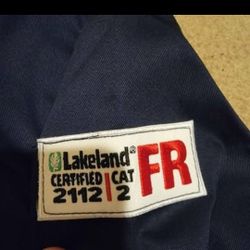 Lakeland®
CERTIFIED CAT FR
2112 2